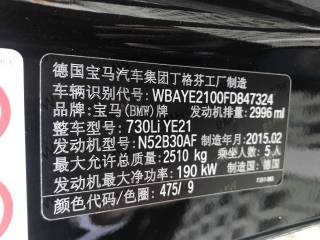 德国宝马汽车集团丁格芬工厂制造
车辆识别代号: WBAYE2100FD847324
品牌: 宝马(BMW)牌 发动机排量: 2996 ml
整车型号: 730Li YE21
发动机型号: N52B30AF 制造年月: 2015.02
最大允许总质量: 2510 kg 乘坐人数: 5人
发动机最大净功率: 190 kW 制造国: 德国
颜色代码/色圈: 475/ 9